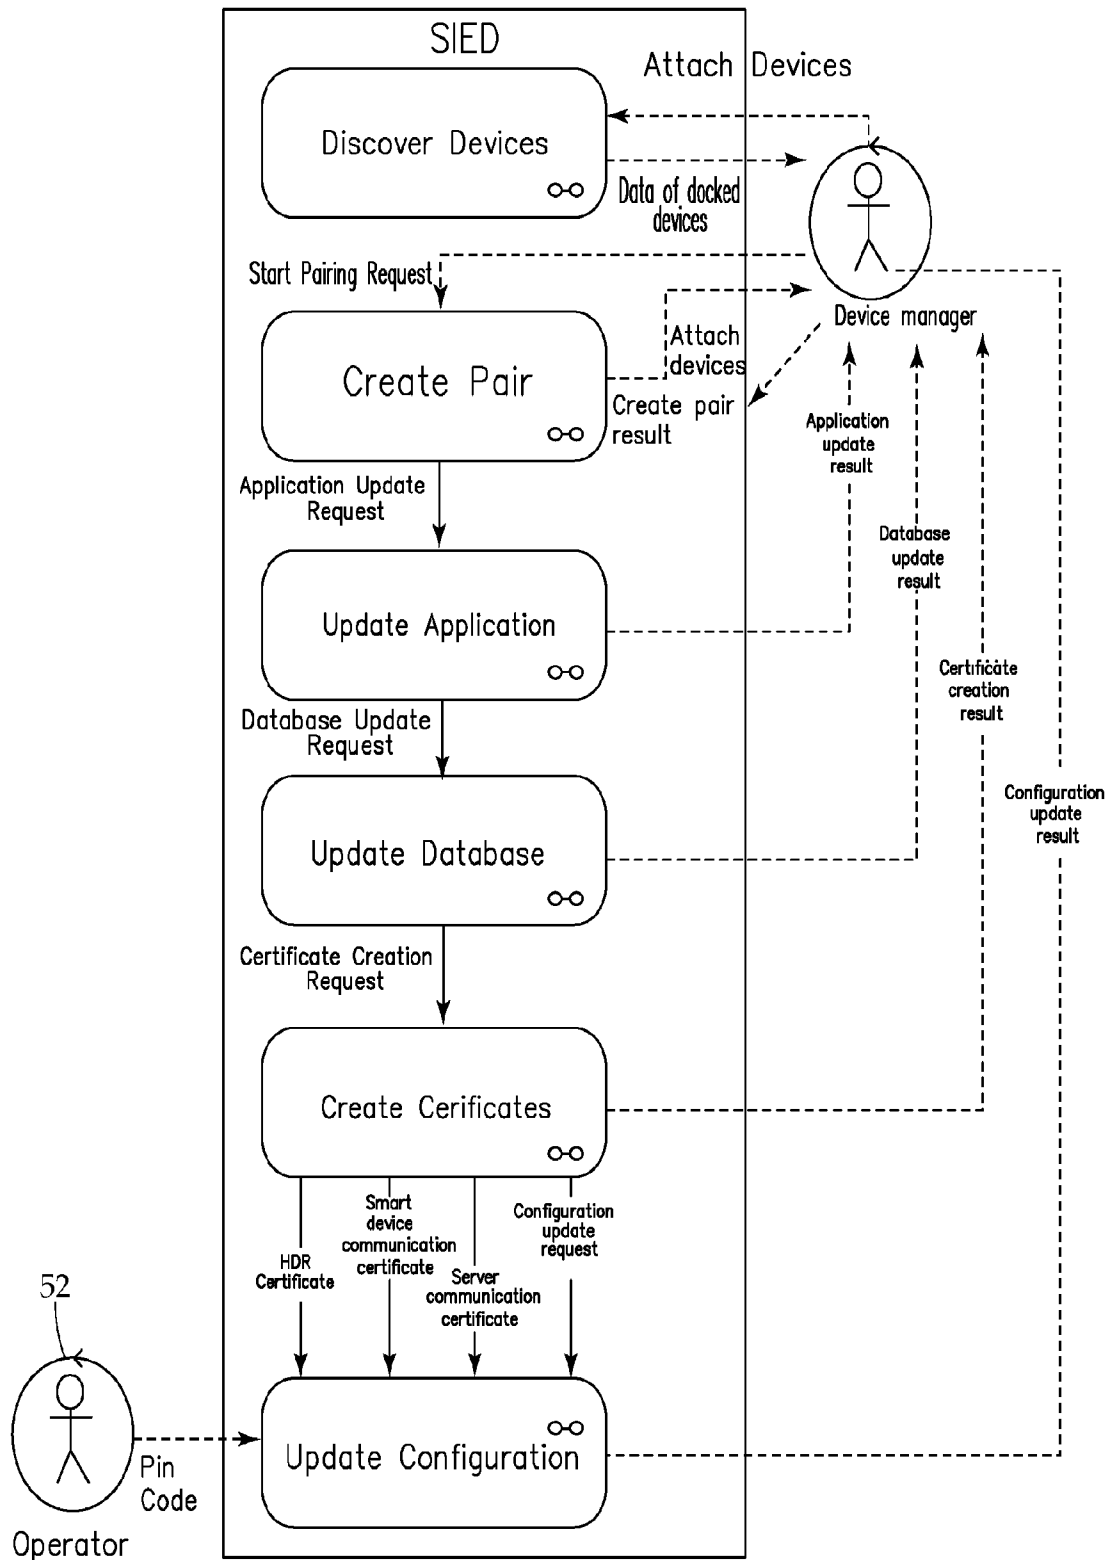 SIED
Attach Devices
Discover Devices
Data of docked
devices
Start Pairing Request
Device manager
Attach
devices
Create Pair
Create pair
result
Application
update
result
Application Update
Request
Database
update
result
Update Application
Certificate
creation
result
Database Update
Request
Configuration
update
result
Update Database
Certificate Creation
Request
Create Cerificates
Smart
device
communication
certificate
Configuration
update
request
HDR
Certificate
Server
communication
certificate
52
Update Configuration
Pin
Code
Operator